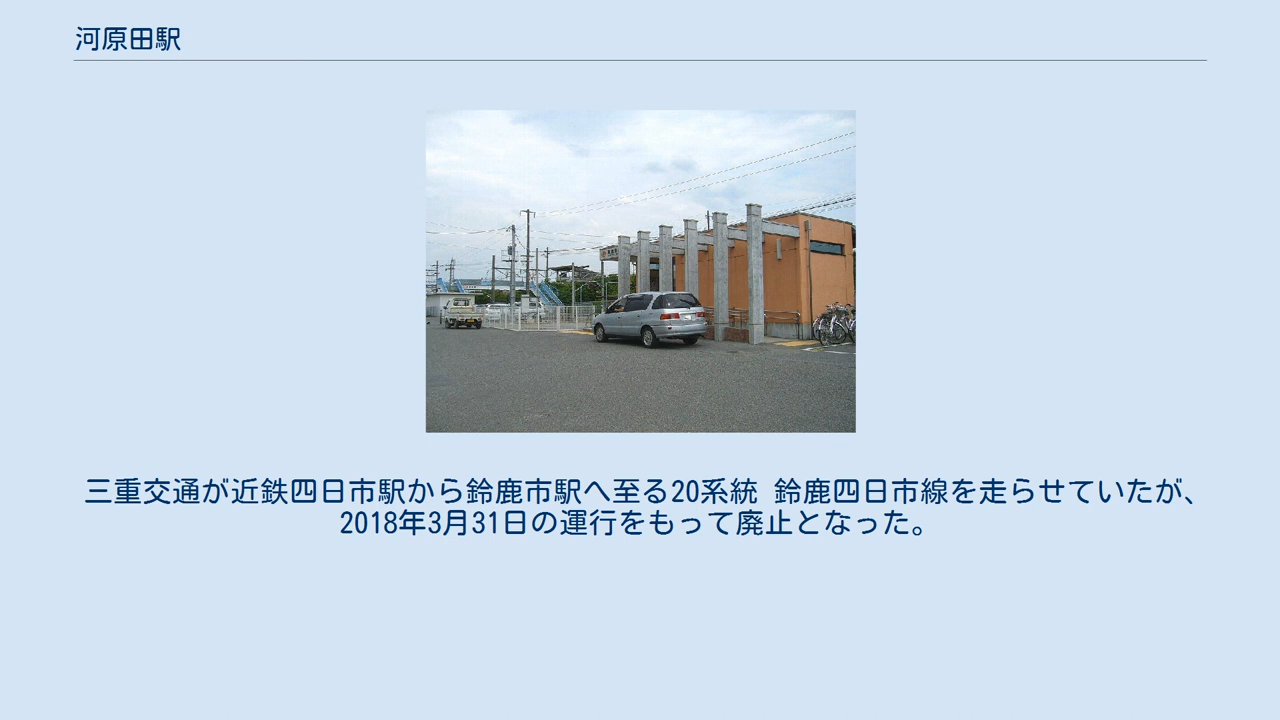 河原田駅
三重交通が近鉄四日市駅から鈴鹿市駅へ至る20系統 鈴鹿四日市線を走らせていたが、
2018年3月31日の運行をもって廃止となった。